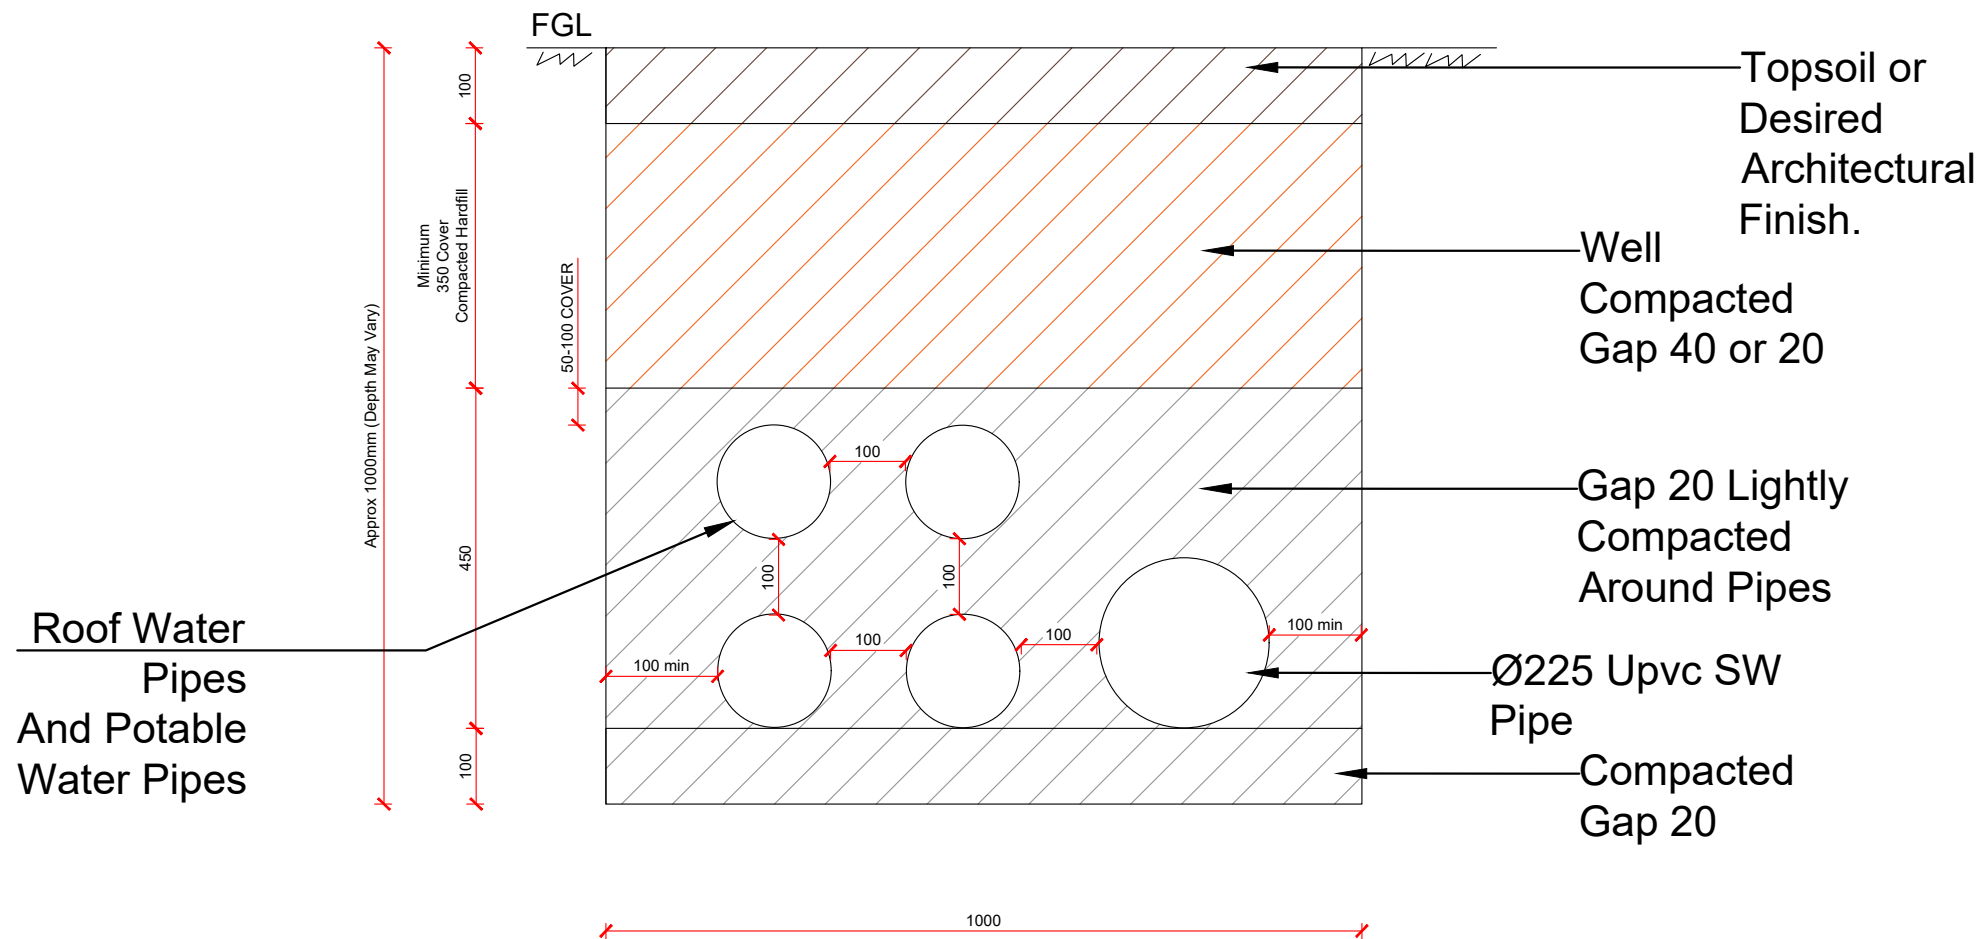 FGL
Topsoil or
Desired
Architectural
Finish.
100
Minimum
350 Cover
Compacted Hardfill
Well
Compacted
Gap 40 or 20
50-100 COVER
Approx 1000mm (Depth May Vary)
100
Gap 20 Lightly
Compacted
Around Pipes
450
100
100
Roof Water
Pipes
And Potable
Water Pipes
100
100
100 min
100 min
Ø225 Upvc SW
Pipe
100
Compacted
Gap 20
1000